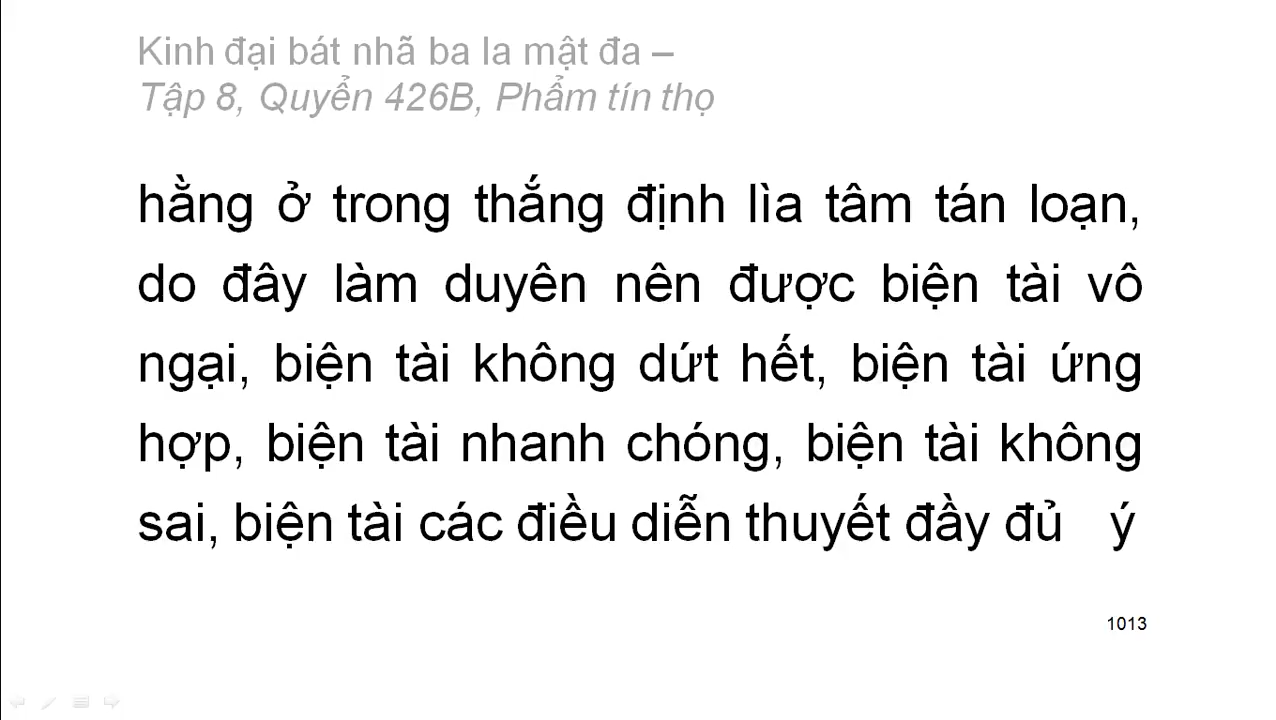 Kinh đại bát nhã ba la mật đa –
Tập 8, Quyển 426B, Phẩm tín thọ
hằng ở trong thắng định lìa tâm tán loạn,
do đây làm duyên nên được biện tài vô
ngại, biện tài không dứt hết, biện tài ứng
hợp, biện tài nhanh chóng, biện tài không
sai, biện tài các điều diễn thuyết đầy đủ ý
1013